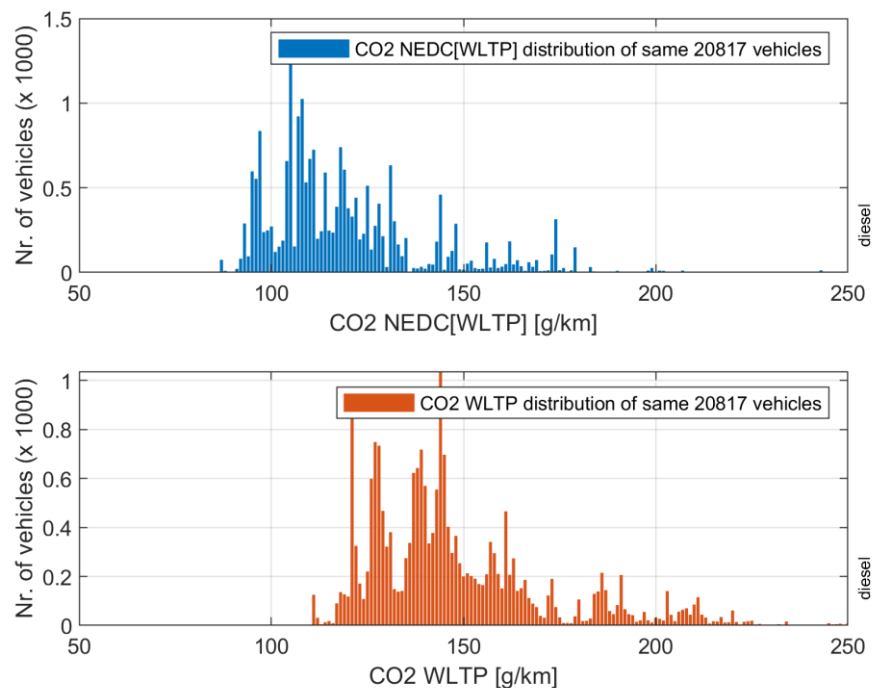 1.5
CO2 NEDC[WLTP] distribution of same 20817 vehicles
1
0.5
0
Nr. of vehicles (x 1000)
diesel
50 100 150 200 250
CO2 NEDC[WLTP] [g/km]
1
CO2 WLTP distribution of same 20817 vehicles
0.8
0.6
0.4
0.2
0
Nr. of vehicles (x 1000)
diesel
50 100 150 200 250
CO2 WLTP [g/km]